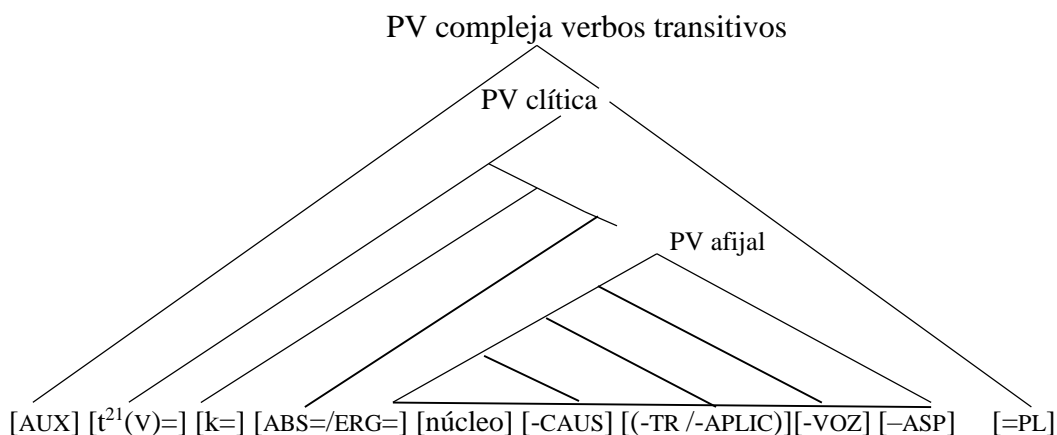 PV compleja verbos transitivos
PV clítica
PV afijal
[AUX] [t²¹(V)=] [k=] [ABS=/ERG=] [núcleo] [-CAUS] [(-TR /-APLIC)][-VOZ] [–ASP] [=PL]